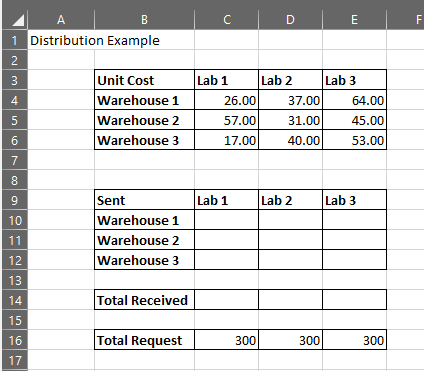 A B C D E F
1 Distribution Example
2
3 Unit Cost Lab 1 Lab 2 Lab 3
4 Warehouse 1 26.00 37.00 64.00
5 Warehouse 2 57.00 31.00 45.00
6 Warehouse 3 17.00 40.00 53.00
7
8
9 Sent Lab 1 Lab 2 Lab 3
10 Warehouse 1
11 Warehouse 2
12 Warehouse 3
13
14 Total Received
15
16 Total Request 300 300 300
17